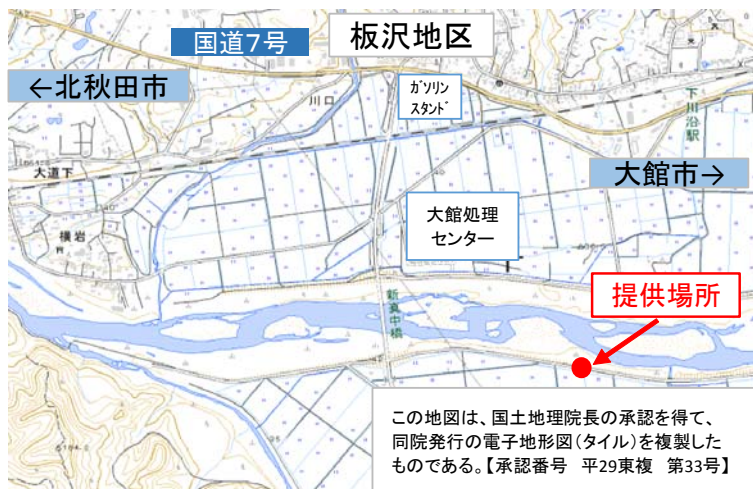 国道7号
板沢地区
←北秋田市
ｶﾞｿﾘﾝ
ｽﾀﾝﾄﾞ
川口
下川沿駅
大道下
大館市→
大館処理
センター
横岩
新真中橋
提供場所
この地図は、国土地理院長の承認を得て、
同院発行の電子地形図(タイル)を複製した
ものである。【承認番号　平29東複　第33号】